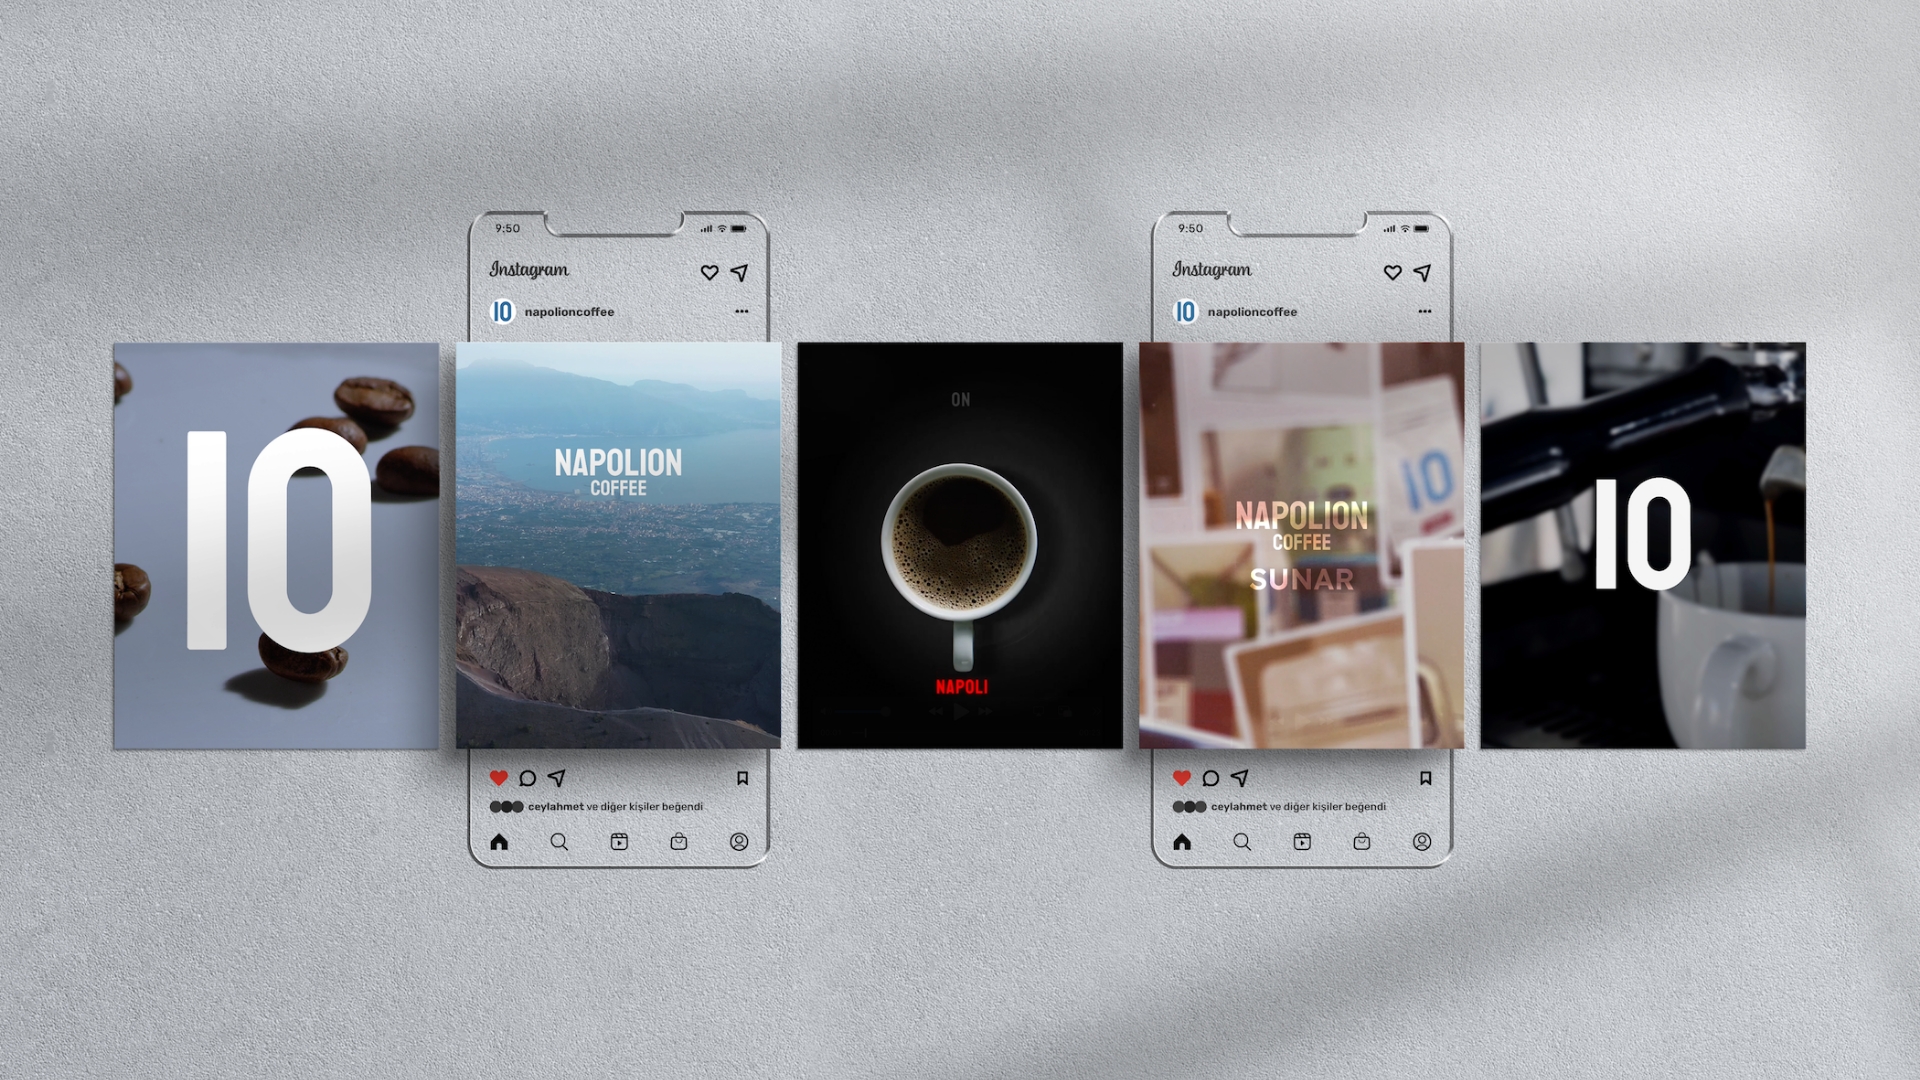 9:50
Instagram
10
napolioncoffee
9:50
Instagram
10
napolioncoffee
10
NAPOLION
COFFEE
ON
NAPOLI
10
NAPOLION
COFFEE
SUNAR
10
ceylahmet ve diğer kişiler beğendi
ceylahmet ve diğer kişiler beğendi